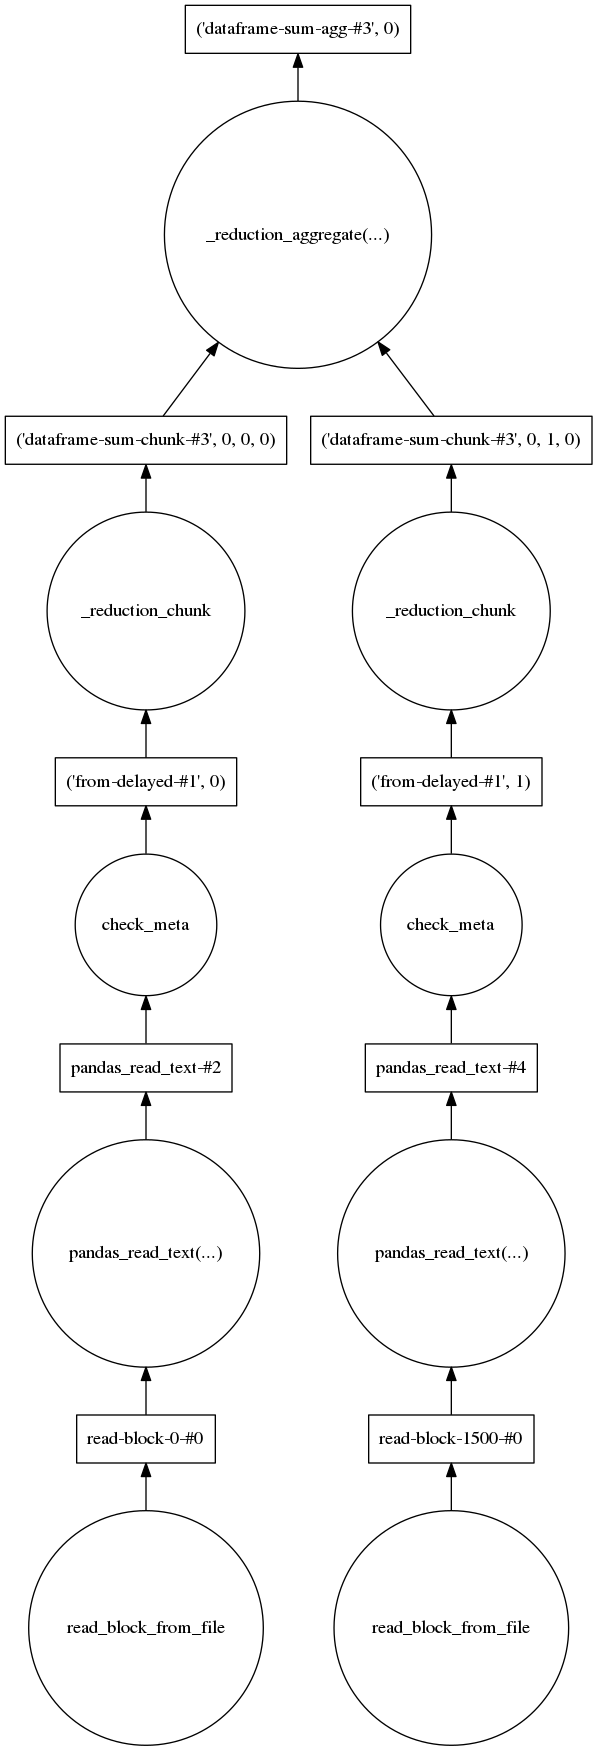 ('dataframe-sum-agg-#3', 0)
_reduction_aggregate(...)
('dataframe-sum-chunk-#3', 0, 0, 0)
('dataframe-sum-chunk-#3', 0, 1, 0)
_reduction_chunk
_reduction_chunk
('from-delayed-#1', 0)
('from-delayed-#1', 1)
check_meta
check_meta
pandas_read_text-#2
pandas_read_text-#4
pandas_read_text(...)
pandas_read_text(...)
read-block-0-#0
read-block-1500-#0
read_block_from_file
read_block_from_file